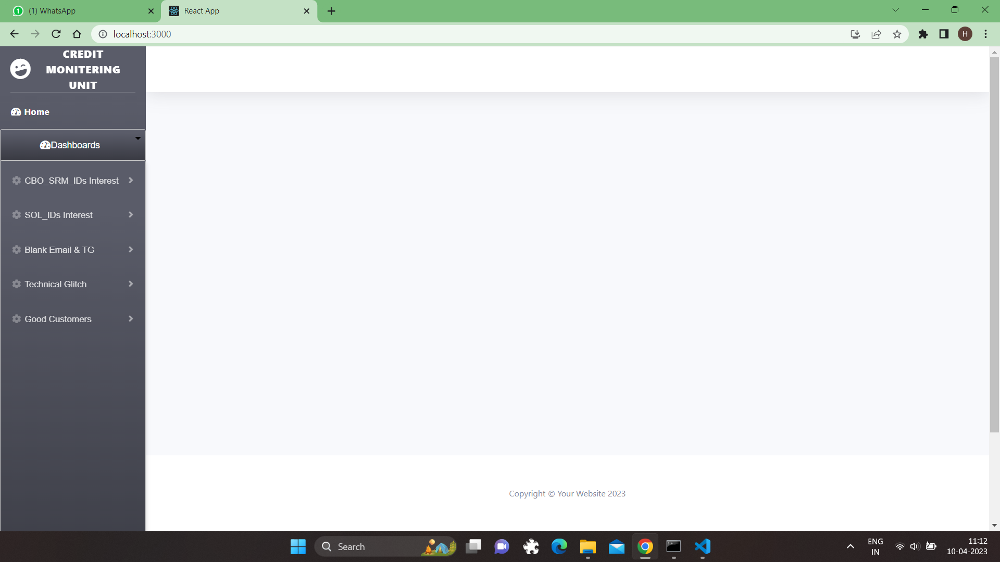 (1) WhatsApp
React App
localhost:3000
H
CREDIT
MONITERING
UNIT
Home
Dashboards
CBO_SRM_IDs Interest
SOL_IDs Interest
Blank Email & TG
Technical Glitch
Good Customers
Copyright © Your Website 2023
Search
ENG
IN
11:12
10-04-2023